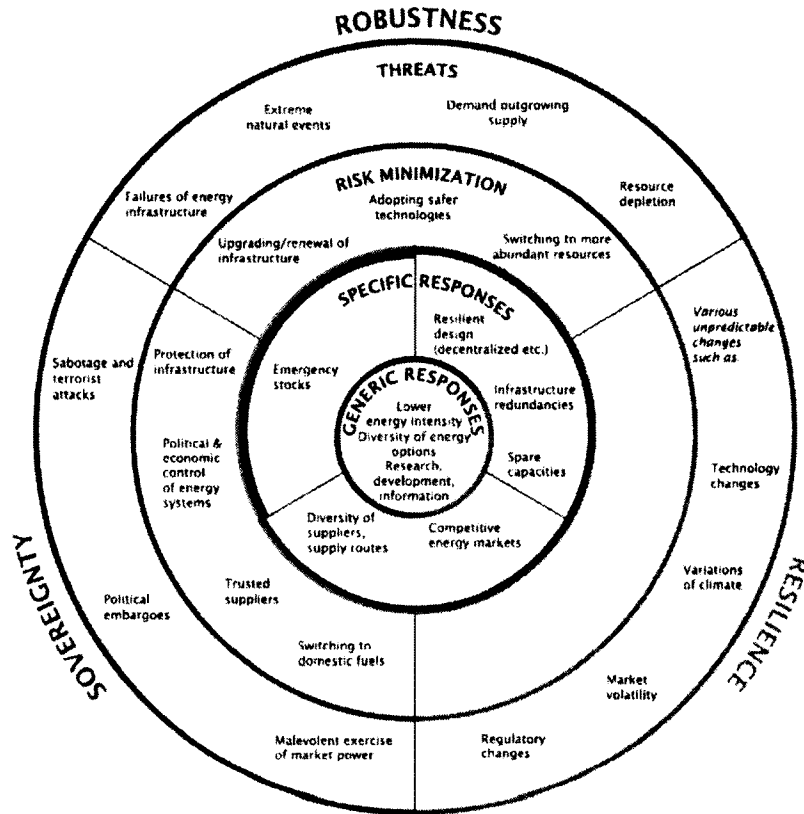 ROBUSTNESS
THREATS
Extreme
natural events
Demand outgrowing
supply
Failures of energy
infrastructure
Resource
depletion
RISK MINIMIZATION
Adopting safer
technologies
Upgrading/renewal of
infrastructure
Switching to more
abundant resources
SPECIFIC RESPONSES
Resilient
design
(decentralized etc.)
Various
unpredictable
changes
such as
Sabotage and
terrorist
attacks
Protection of
infrastructure
Emergency
stocks
GENERIC RESPONSES
Lower
energy intensity
Diversity of energy
options
Research,
development,
information
Infrastructure
redundancies
Spare
capacities
Political &
economic
control
of energy
systems
Technology
changes
Diversity of
suppliers,
supply routes
Competitive
energy markets
Trusted
suppliers
Political
embargoes
Variations
of climate
SOVEREIGNTY
RESILIENCE
Switching to
domestic fuels
Market
volatility
Malevolent exercise
of market power
Regulatory
changes